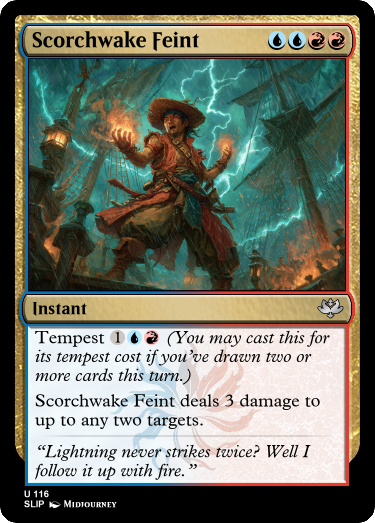 Scorchwake Feint
Instant
Tempest 1 (You may cast this for
its tempest cost if you've drawn two or
more cards this turn.)
Scorchwake Feint deals 3 damage to
up to any two targets.
“Lightning never strikes twice? Well I
follow it up with fire.”
U 116
SLIP Midjourney